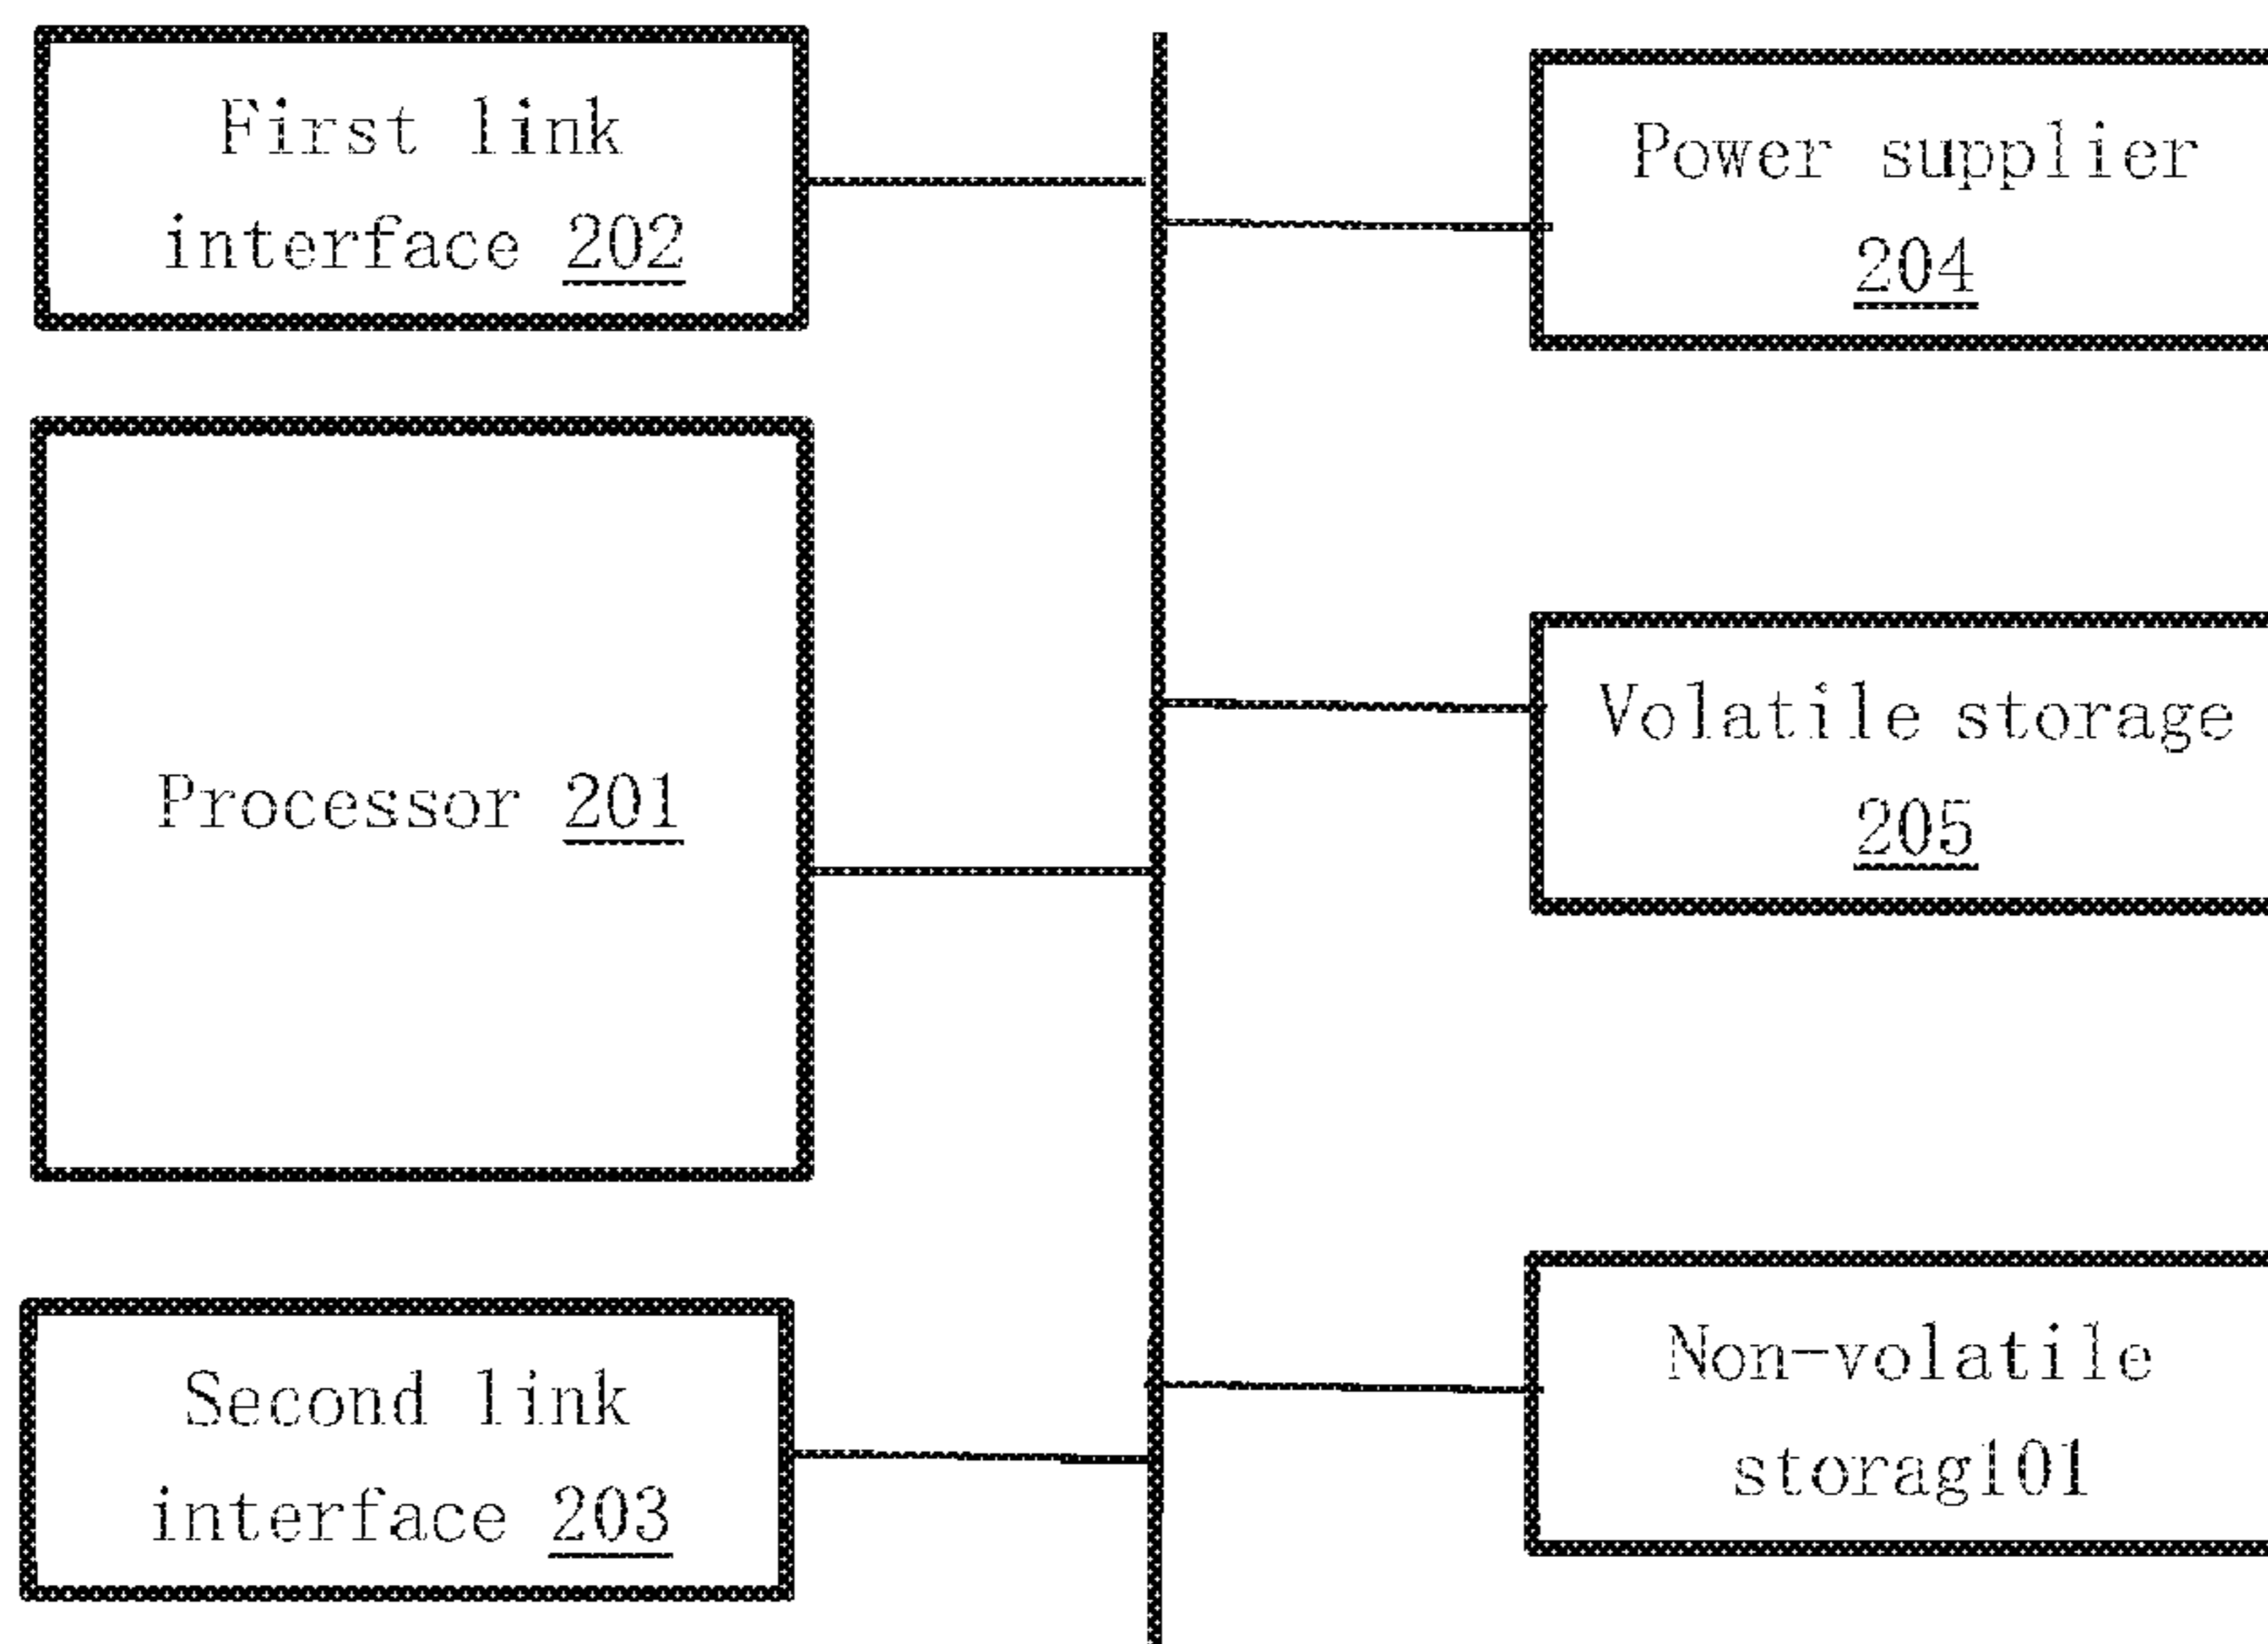 First link
interface 202
Power supplier
204
Processor 201
Volatile storage
205
Second link
interface 203
Non-volatile
storag101